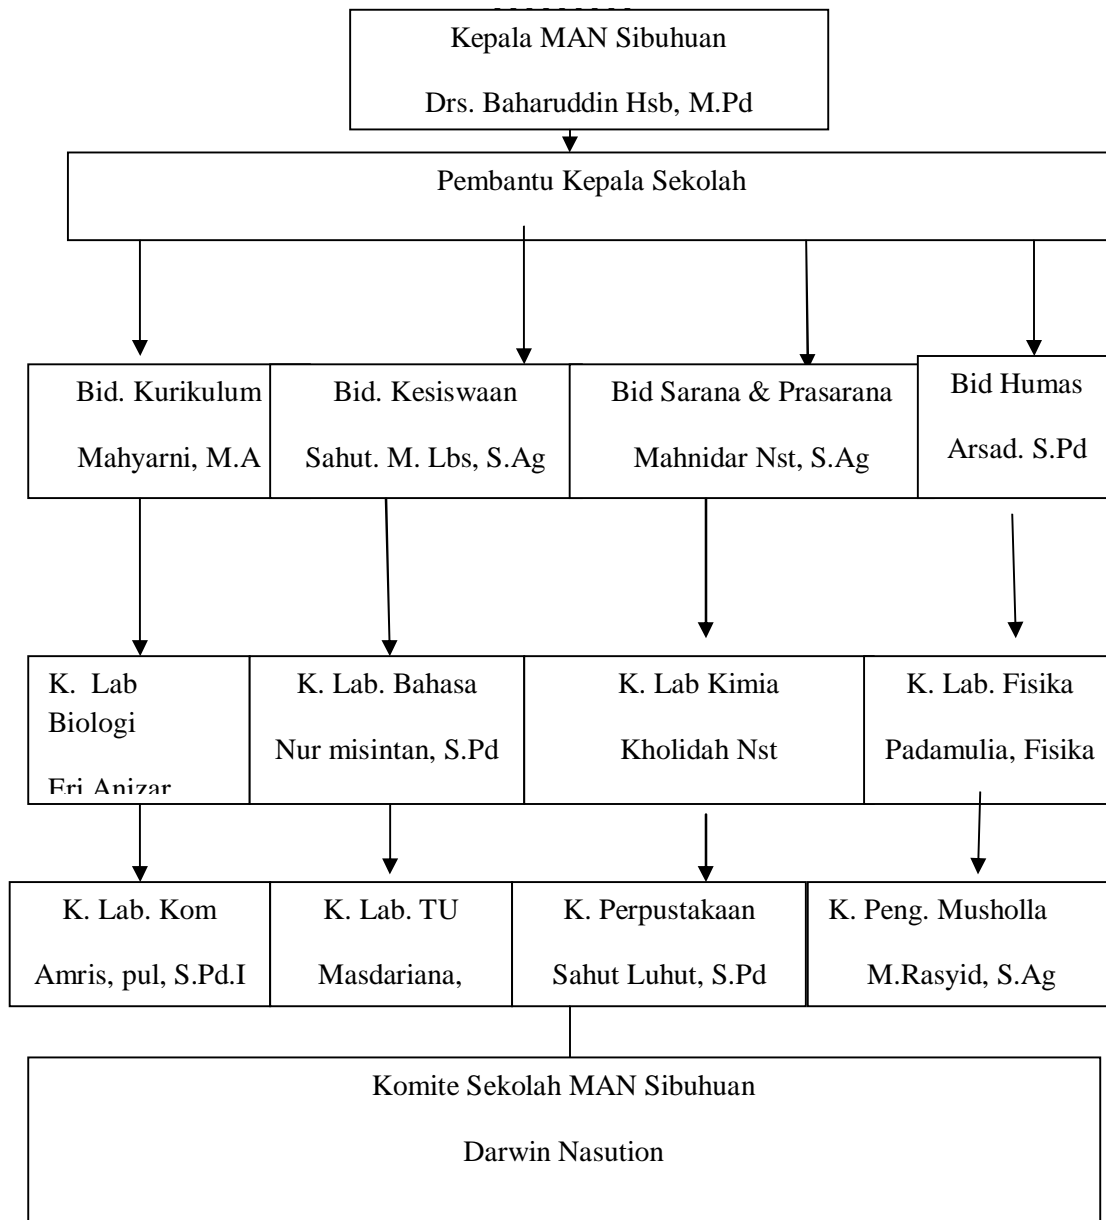 Kepala MAN Sibuhuan
Drs. Baharuddin Hsb, M.Pd
Pembantu Kepala Sekolah
Bid. Kurikulum
Mahyarni, M.A
Bid. Kesiswaan
Sahut. M. Lbs, S.Ag
Bid Sarana & Prasarana
Mahnidar Nst, S.Ag
Bid Humas
Arsad. S.Pd
K. Lab
Biologi
Eri Anizar
K. Lab. Bahasa
Nur misintan, S.Pd
K. Lab Kimia
Kholidah Nst
K. Lab. Fisika
Padamulia, Fisika
K. Lab. Kom
Amris, pul, S.Pd.I
K. Lab. TU
Masdariana,
K. Perpustakaan
Sahut Luhut, S.Pd
K. Peng. Musholla
M.Rasyid, S.Ag
Komite Sekolah MAN Sibuhuan
Darwin Nasution